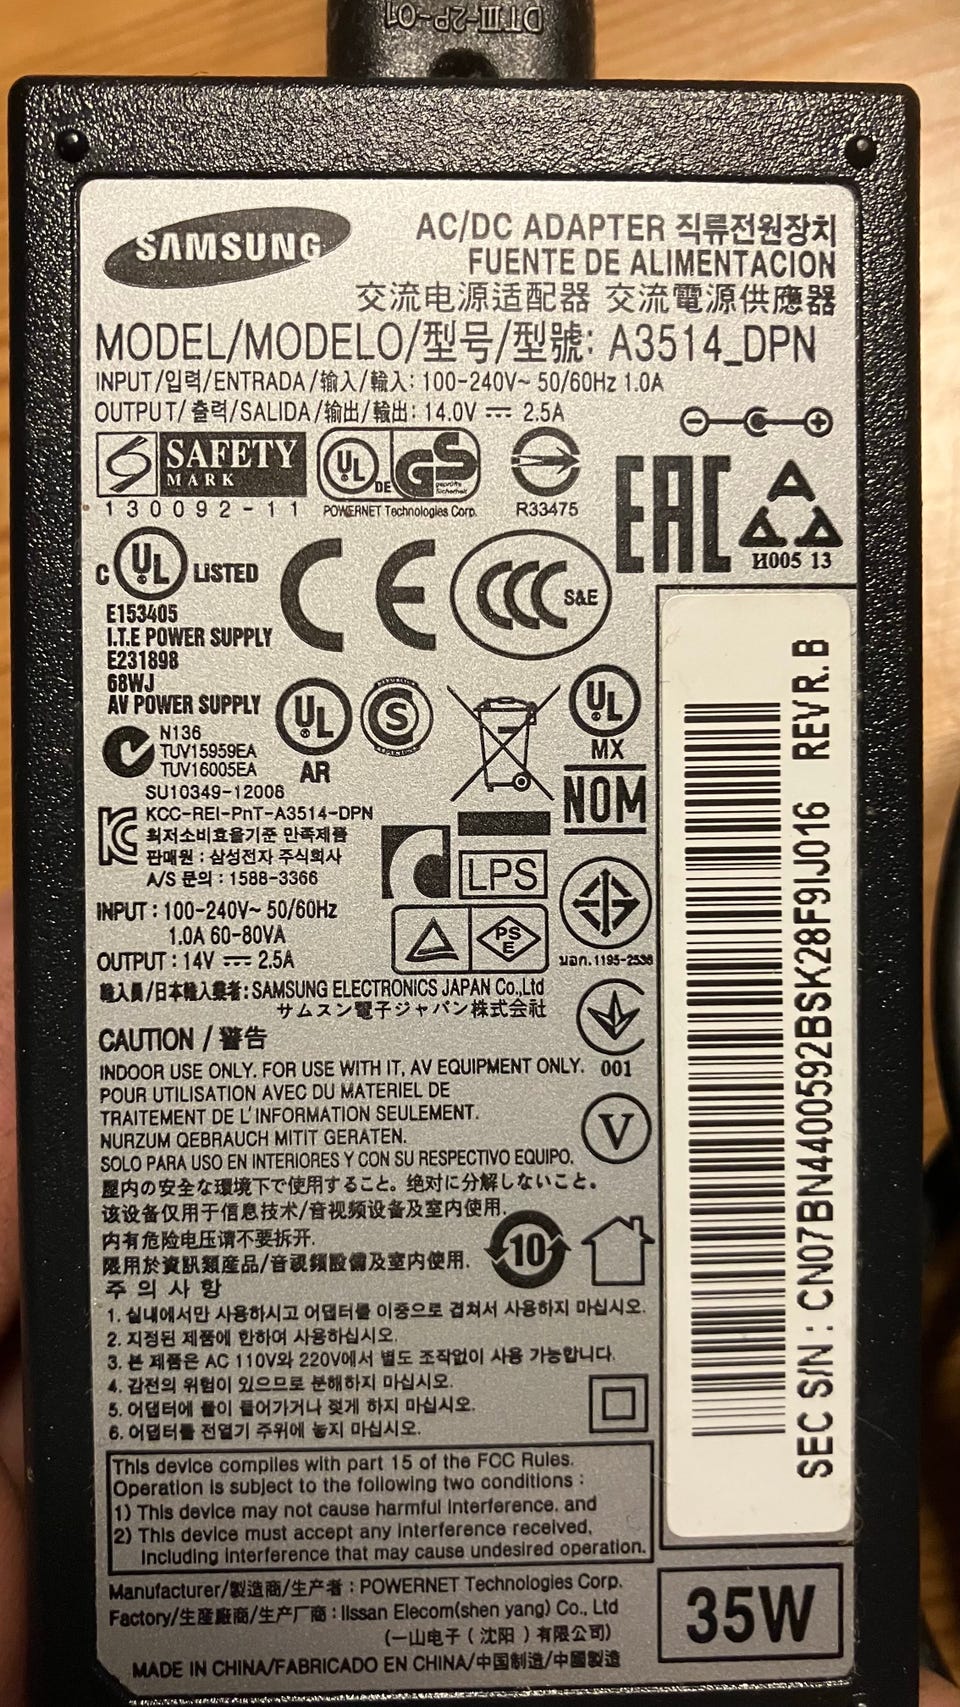 DTIII-2P-01
SAMSUNG
AC/DC ADAPTER 직류전원장치
FUENTE DE ALIMENTACION
交流电源适配器 交流電源供應器
MODEL/MODELO/型号/型號: A3514_DPN
INPUT/입력/ENTRADA/输入/輸入: 100-240V~ 50/60Hz 1.0A
OUTPUT/출력/SALIDA/输出/輸出: 14.0V ⎓ 2.5A
SAFETY
MARK
130092-11
UL
DE
GS
geprüfte
Sicherheit
POWERNET Technologies Corp.
R33475
EAC
H005 13
C UL LISTED
E153405
I.T.E POWER SUPPLY
E231898
68WJ
AV POWER SUPPLY
CE
CCC S&E
N136
TUV15959EA
TUV16005EA
SU10349-12008
UL
AR
S
UL
MX
NOM
KCC-REI-PnT-A3514-DPN
최저소비효율기준 만족제품
판매원 : 삼성전자 주식회사
A/S 문의 : 1588-3366
LPS
INPUT : 100-240V~ 50/60Hz
1.0A 60-80VA
OUTPUT : 14V ⎓ 2.5A
PS
E
มอก.1195-2536
輸入員/日本輸入業者: SAMSUNG ELECTRONICS JAPAN Co.,Ltd
サムスン電子ジャパン株式会社
001
V
CAUTION / 警告
INDOOR USE ONLY. FOR USE WITH IT, AV EQUIPMENT ONLY.
POUR UTILISATION AVEC DU MATERIEL DE
TRAITEMENT DE L'INFORMATION SEULEMENT.
NURZUM QEBRAUCH MITIT GERATEN.
SOLO PARA USO EN INTERIORES Y CON SU RESPECTIVO EQUIPO.
屋内の安全な環境下で使用すること。绝対に分解しないこと。
该设备仅用于信息技术/音视频设备及室内使用.
内有危险电压请不要拆开.
限用於資訊類産品/音視頻設備及室内使用.
10
주 의 사 항
1. 실내에서만 사용하시고 어댑터를 이중으로 겹쳐서 사용하지 마십시오.
2. 지정된 제품에 한하여 사용하십시오.
3. 본 제품은 AC 110V와 220V에서 별도 조작없이 사용 가능합니다.
4. 감전의 위험이 있으므로 분해하지 마십시오.
5. 어댑터에 물이 들어가거나 젖게 하지 마십시오.
6. 어댑터를 전열기 주위에 놓지 마십시오.
This device complies with part 15 of the FCC Rules.
Operation is subject to the following two conditions :
1) This device may not cause harmful Interference, and
2) This device must accept any interference received,
Including interference that may cause undesired operation.
Manufacturer/製造商/生产者 : POWERNET Technologies Corp.
Factory/生産廠商/生产厂商 : Ilssan Elecom(shen yang) Co., Ltd
(一山电子 ( 沈阳 ) 有限公司)
MADE IN CHINA/FABRICADO EN CHINA/中国制造/中國製造
35W
SEC S/N : CN07BN4400592BSK28F9IJ016 REV R.B